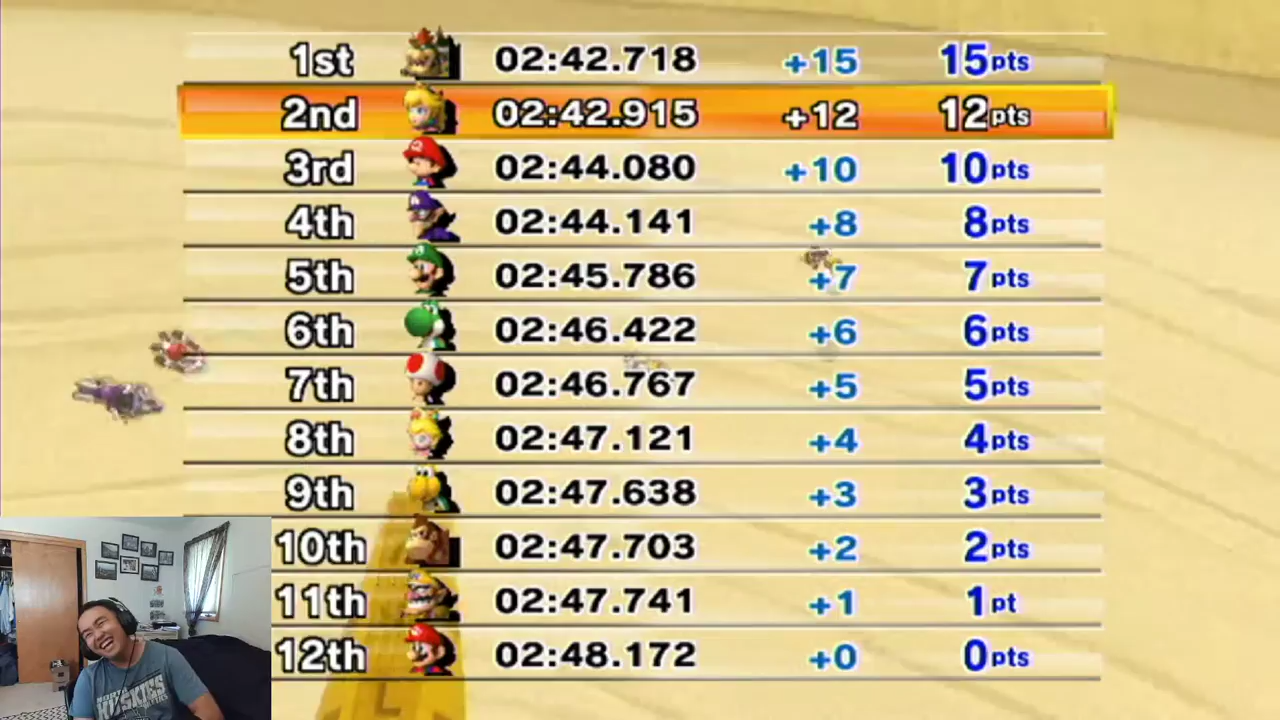 1st 02:42.718 +15 15pts
2nd 02:42.915 +12 12pts
3rd 02:44.080 +10 10pts
4th 02:44.141 +8 8pts
5th 02:45.786 +7 7pts
6th 02:46.422 +6 6pts
7th 02:46.767 +5 5pts
8th 02:47.121 +4 4pts
9th 02:47.638 +3 3pts
10th 02:47.703 +2 2pts
11th 02:47.741 +1 1pt
12th 02:48.172 +0 0pts
HUSKIES